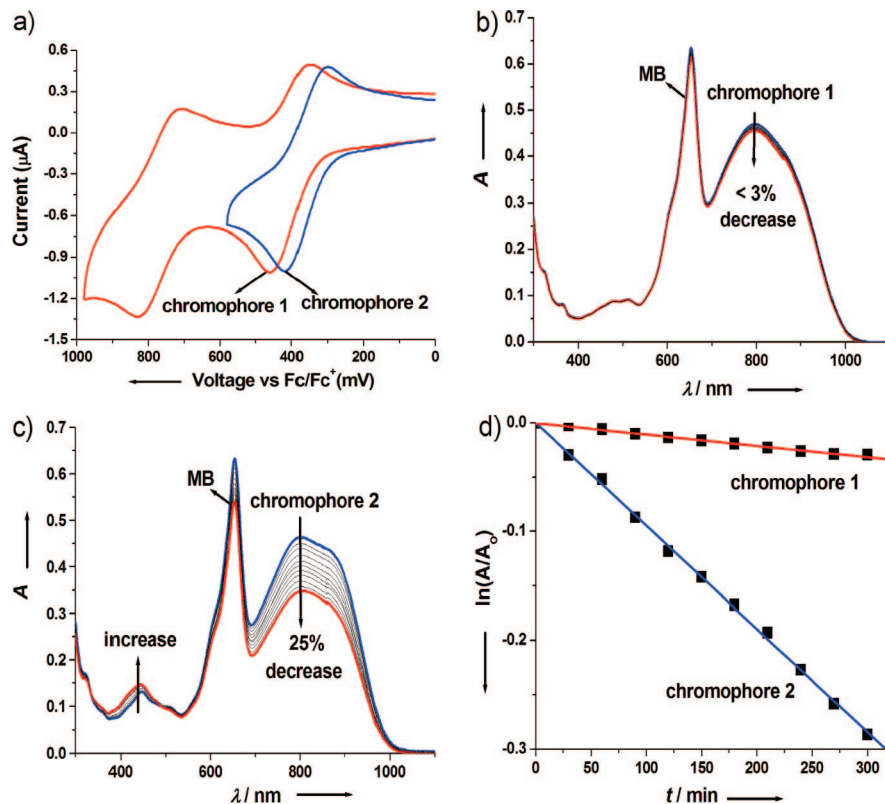 a)
Current (μA)
0.6
0.3
0.0
-0.3
-0.6
-0.9
-1.2
-1.5
chromophore 1
chromophore 2
1000 800 600 400 200 0
Voltage vs Fc/Fc+(mV)
b)
A
0.7
0.6
0.5
0.4
0.3
0.2
0.1
0.0
MB
chromophore 1
< 3%
decrease
400 600 800 1000
λ / nm
c)
A
0.7
0.6
0.5
0.4
0.3
0.2
0.1
0.0
MB
chromophore 2
increase
25%
decrease
400 600 800 1000
λ / nm
d)
ln(A/Ao)
0.0
-0.1
-0.2
-0.3
chromophore 1
chromophore 2
0 50 100 150 200 250 300
t / min